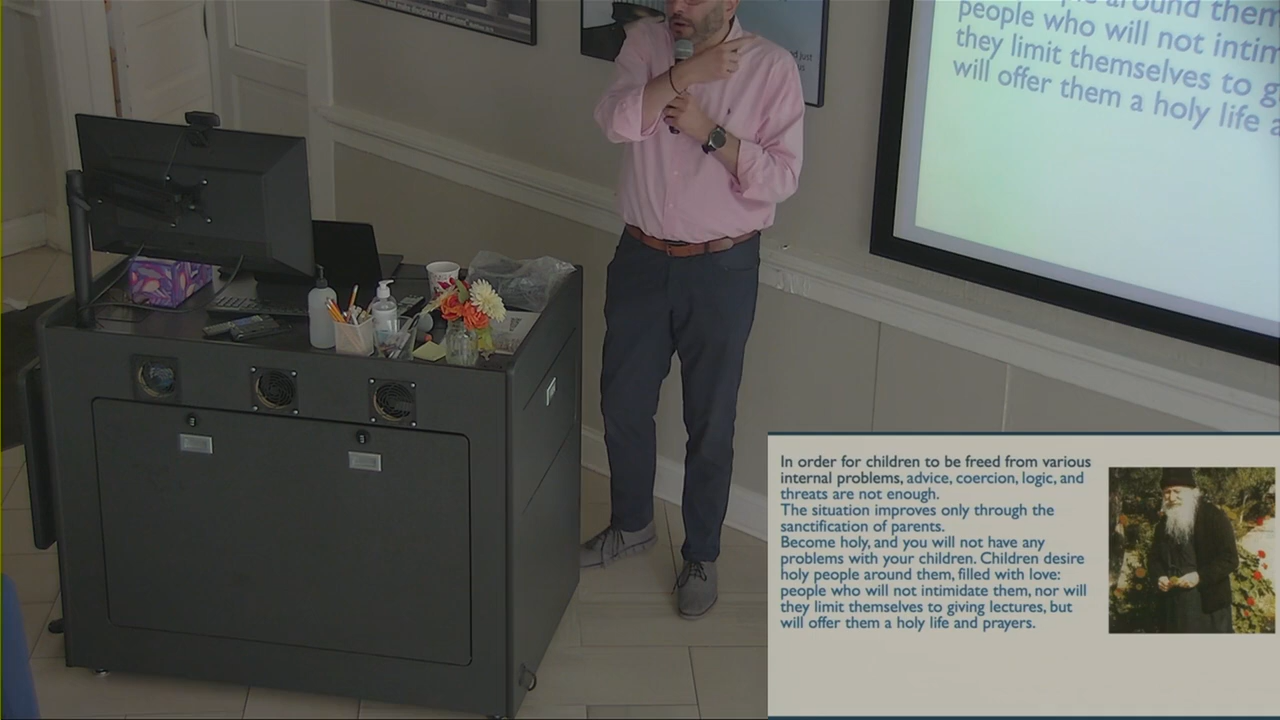 d just
around them
people who will not intim
they limit themselves to g
will offer them a holy life a
In order for children to be freed from various
internal problems, advice, coercion, logic, and
threats are not enough.
The situation improves only through the
sanctification of parents.
Become holy, and you will not have any
problems with your children. Children desire
holy people around them, filled with love:
people who will not intimidate them, nor will
they limit themselves to giving lectures, but
will offer them a holy life and prayers.